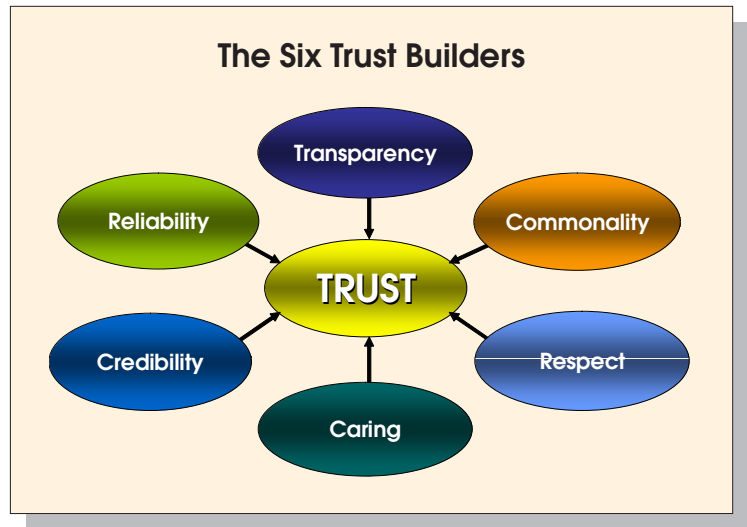 The Six Trust Builders
Transparency
Reliability
Commonality
TRUST
Credibility
Respect
Caring